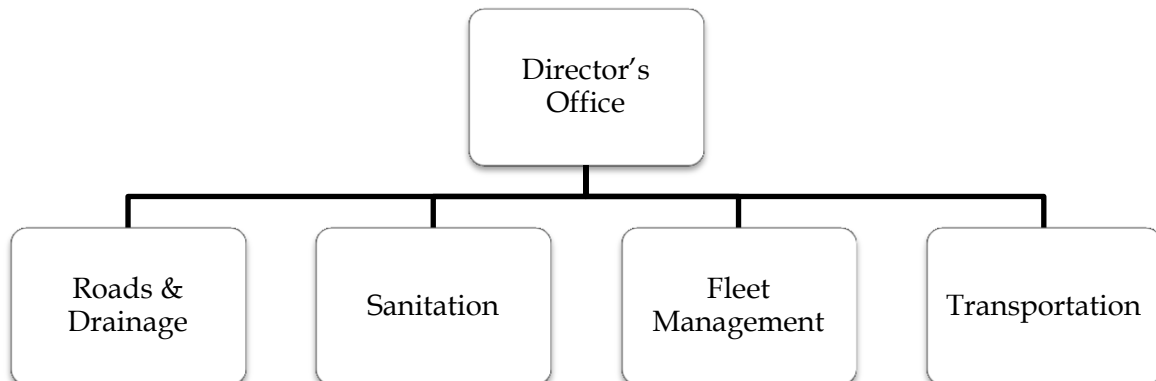 Director’s
Office
Roads &
Drainage
Sanitation
Fleet
Management
Transportation